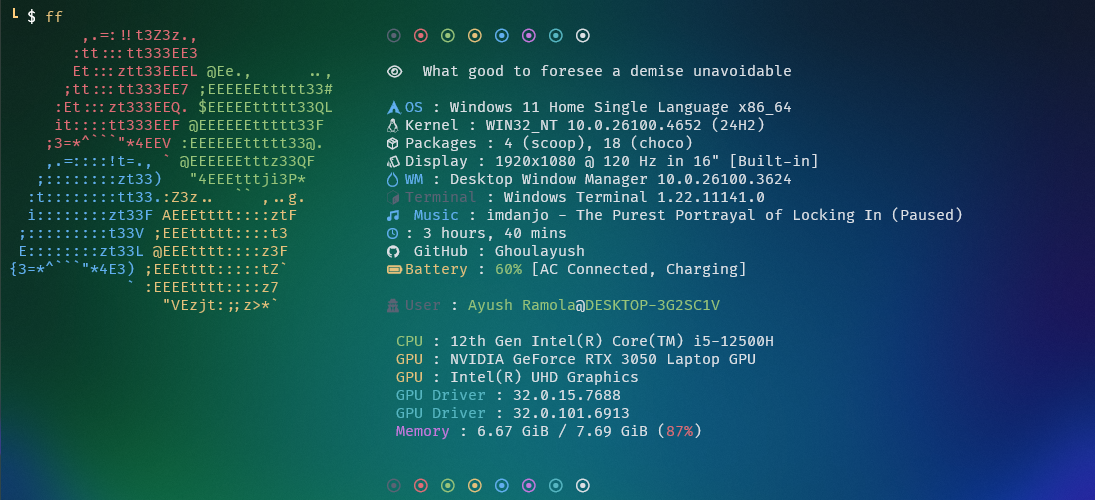 └ $ ff
,.=:!!t3Z3z.,
:tt:::tt333EE3
Et:::ztt33EEEL @Ee., ..,
;tt:::tt333EE7 ;EEEEEEttttt33#
:Et:::zt333EEQ. $EEEEEttttt33QL
it::::tt333EEF @EEEEEEttttt33F
;3=*^```"*4EEV :EEEEEEttttt33@.
,.=::::!t=., ` @EEEEEEtttz33QF
;::::::::zt33) "4EEEtttji3P*
:t::::::::tt33.:Z3z.. `` ,..g.
i::::::::zt33F AEEEtttt::::ztF
;:::::::::t33V ;EEEttttt::::t3
E::::::::zt33L @EEEtttt::::z3F
{3=*^```"*4E3) ;EEEtttt:::::tZ`
` :EEEEtttt::::z7
"VEzjt:;;z>*`
What good to foresee a demise unavoidable
OS : Windows 11 Home Single Language x86_64
Kernel : WIN32_NT 10.0.26100.4652 (24H2)
Packages : 4 (scoop), 18 (choco)
Display : 1920x1080 @ 120 Hz in 16" [Built-in]
WM : Desktop Window Manager 10.0.26100.3624
Terminal : Windows Terminal 1.22.11141.0
Music : imdanjo - The Purest Portrayal of Locking In (Paused)
: 3 hours, 40 mins
GitHub : Ghoulayush
Battery : 60% [AC Connected, Charging]
User : Ayush Ramola@DESKTOP-3G2SC1V
CPU : 12th Gen Intel(R) Core(TM) i5-12500H
GPU : NVIDIA GeForce RTX 3050 Laptop GPU
GPU : Intel(R) UHD Graphics
GPU Driver : 32.0.15.7688
GPU Driver : 32.0.101.6913
Memory : 6.67 GiB / 7.69 GiB (87%)